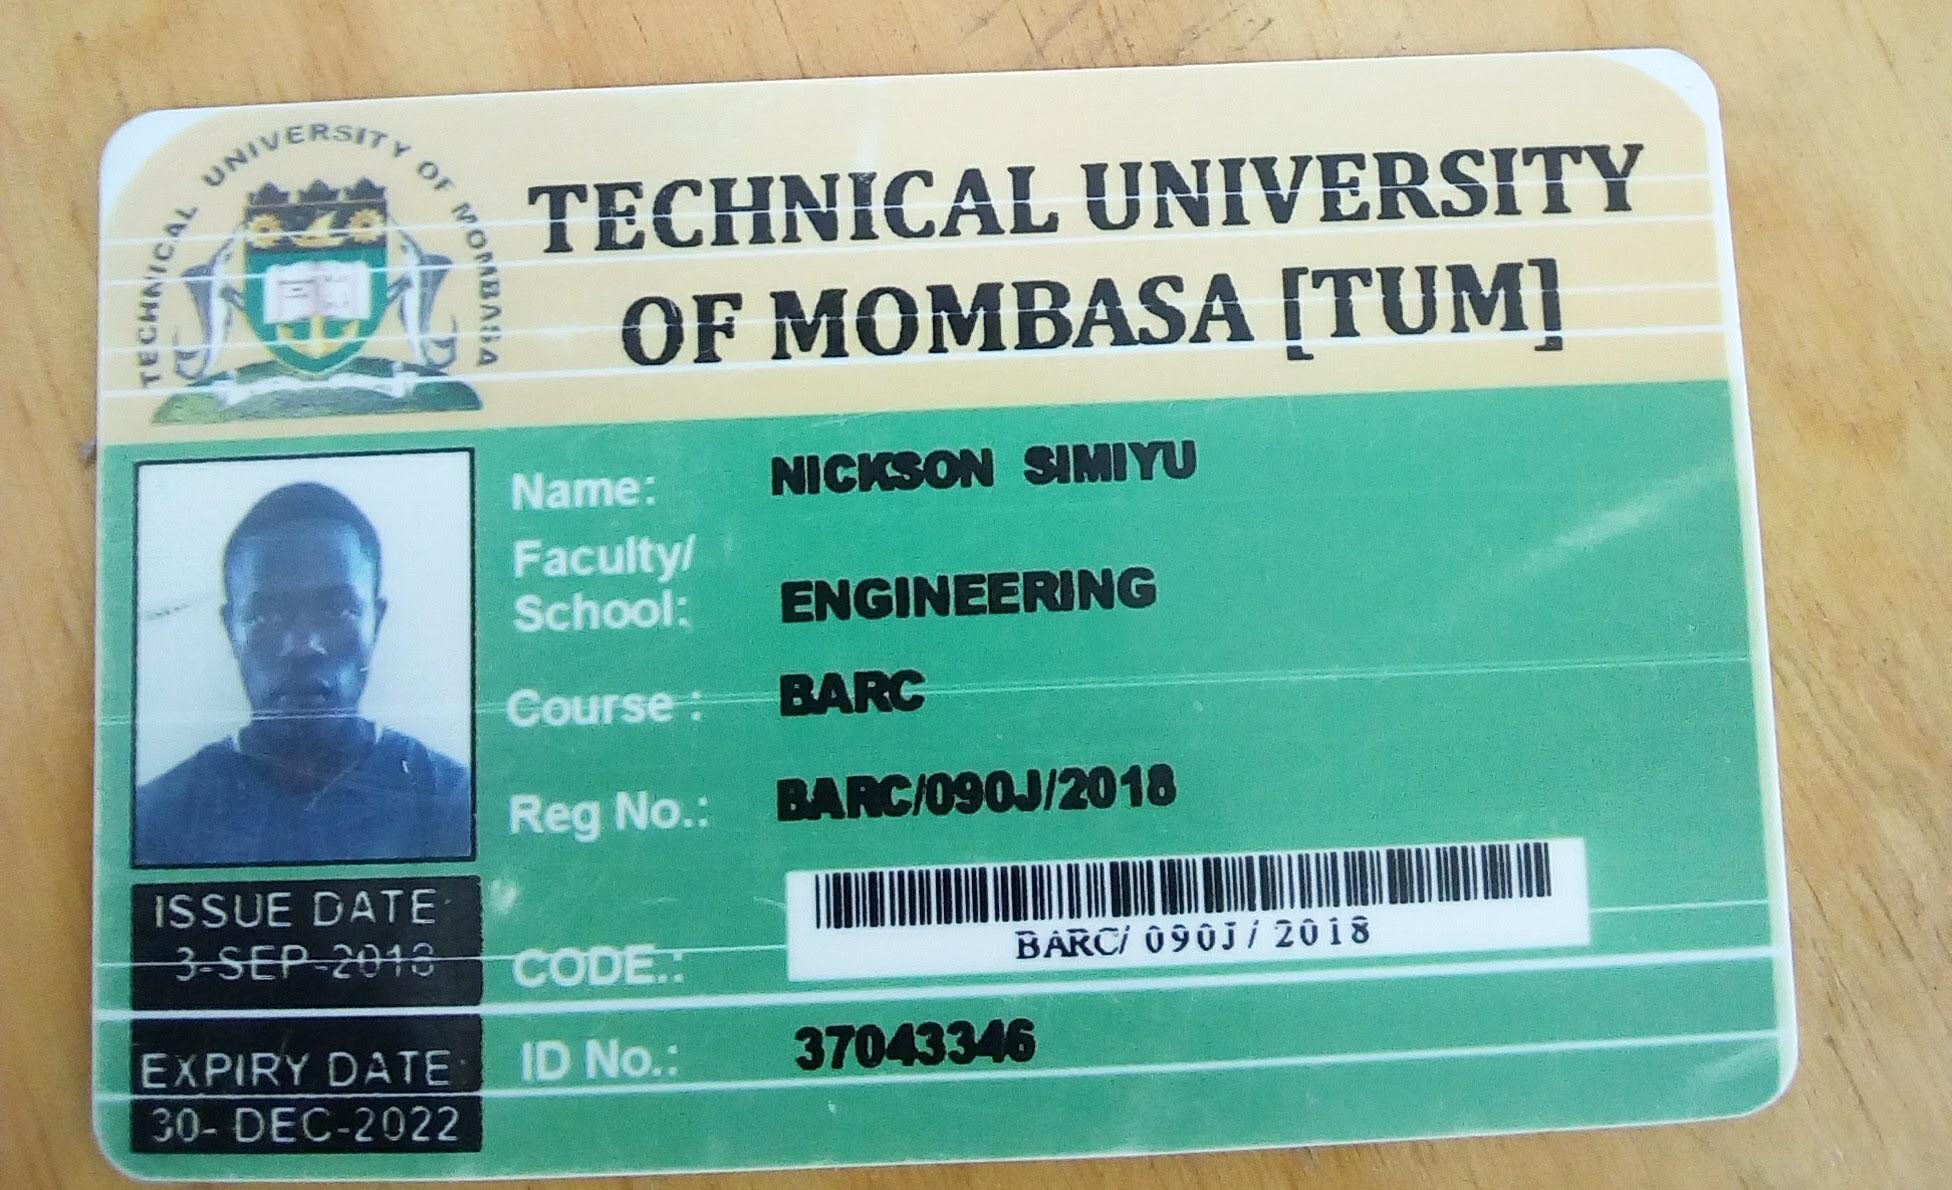 TECHNICAL UNIVERSITY OF MOMBASA
TECHNICAL UNIVERSITY
OF MOMBASA [TUM]
Name: NICKSON SIMIYU
Faculty/
School: ENGINEERING
Course : BARC
Reg No.: BARC/090J/2018
CODE.: BARC/ 090J/ 2018
ID No.: 37043346
ISSUE DATE:
3-SEP-2018
EXPIRY DATE:
30- DEC-2022